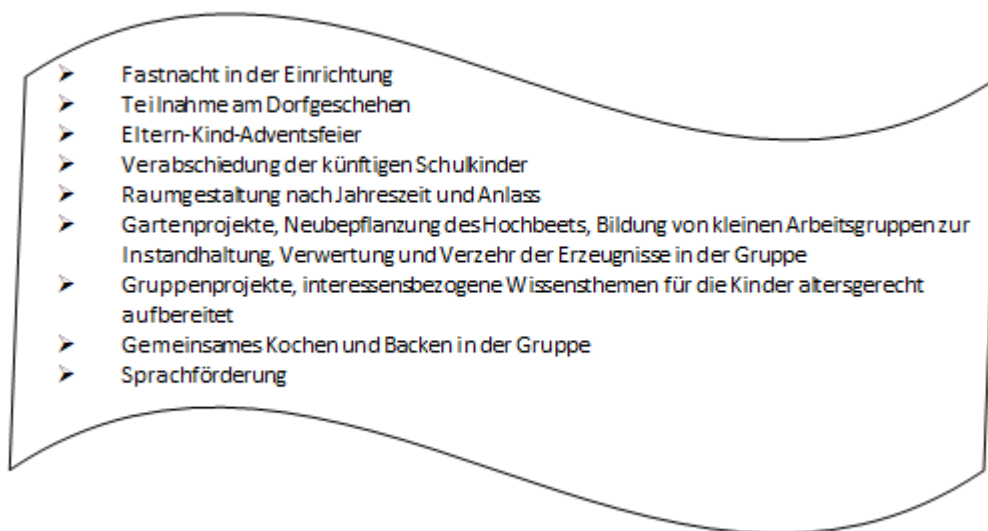 ➤ Fastnacht in der Einrichtung
➤ Teilnahme am Dorfgeschehen
➤ Eltern-Kind-Adventsfeier
➤ Verabschiedung der künftigen Schulkinder
➤ Raumgestaltung nach Jahreszeit und Anlass
➤ Gartenprojekte, Neubepflanzung des Hochbeets, Bildung von kleinen Arbeitsgruppen zur
Instandhaltung, Verwertung und Verzehr der Erzeugnisse in der Gruppe
➤ Gruppenprojekte, interessensbezogene Wissensthemen für die Kinder altersgerecht
aufbereitet
➤ Gemeinsames Kochen und Backen in der Gruppe
➤ Sprachförderung